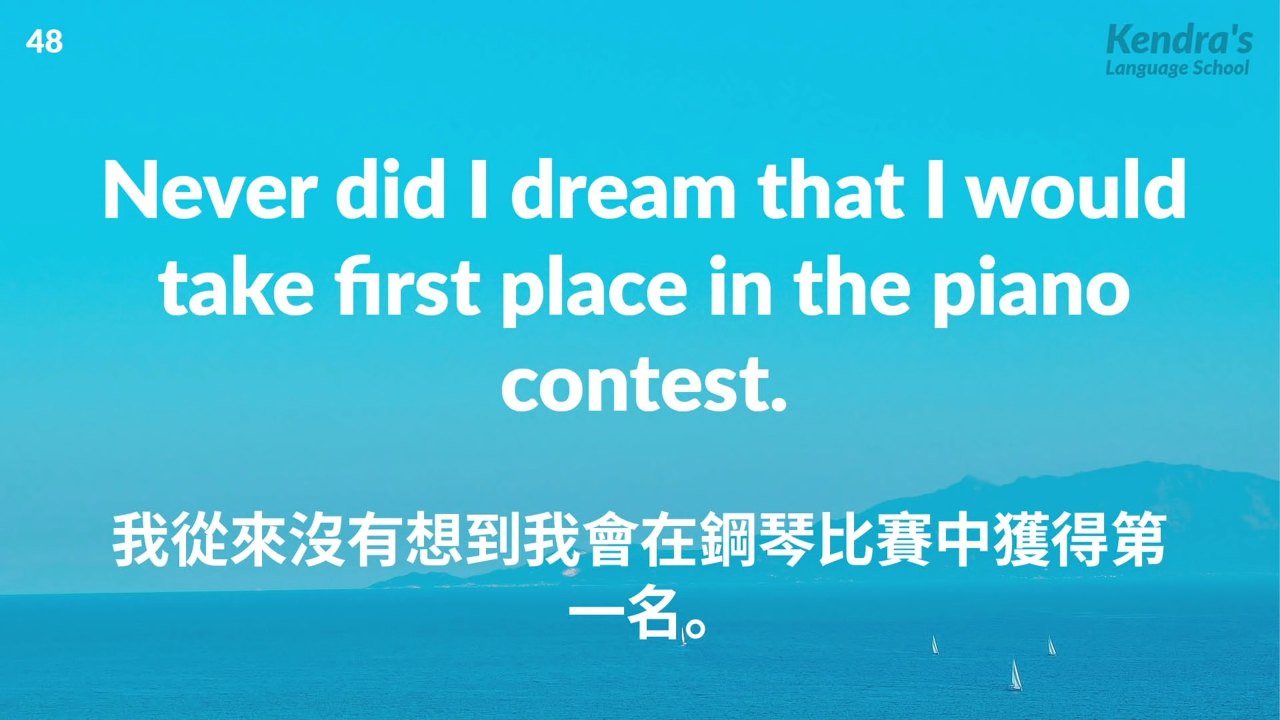 48
Kendra's
Language School
Never did I dream that I would
take first place in the piano
contest.
我從來沒有想到我會在鋼琴比賽中獲得第
一名。